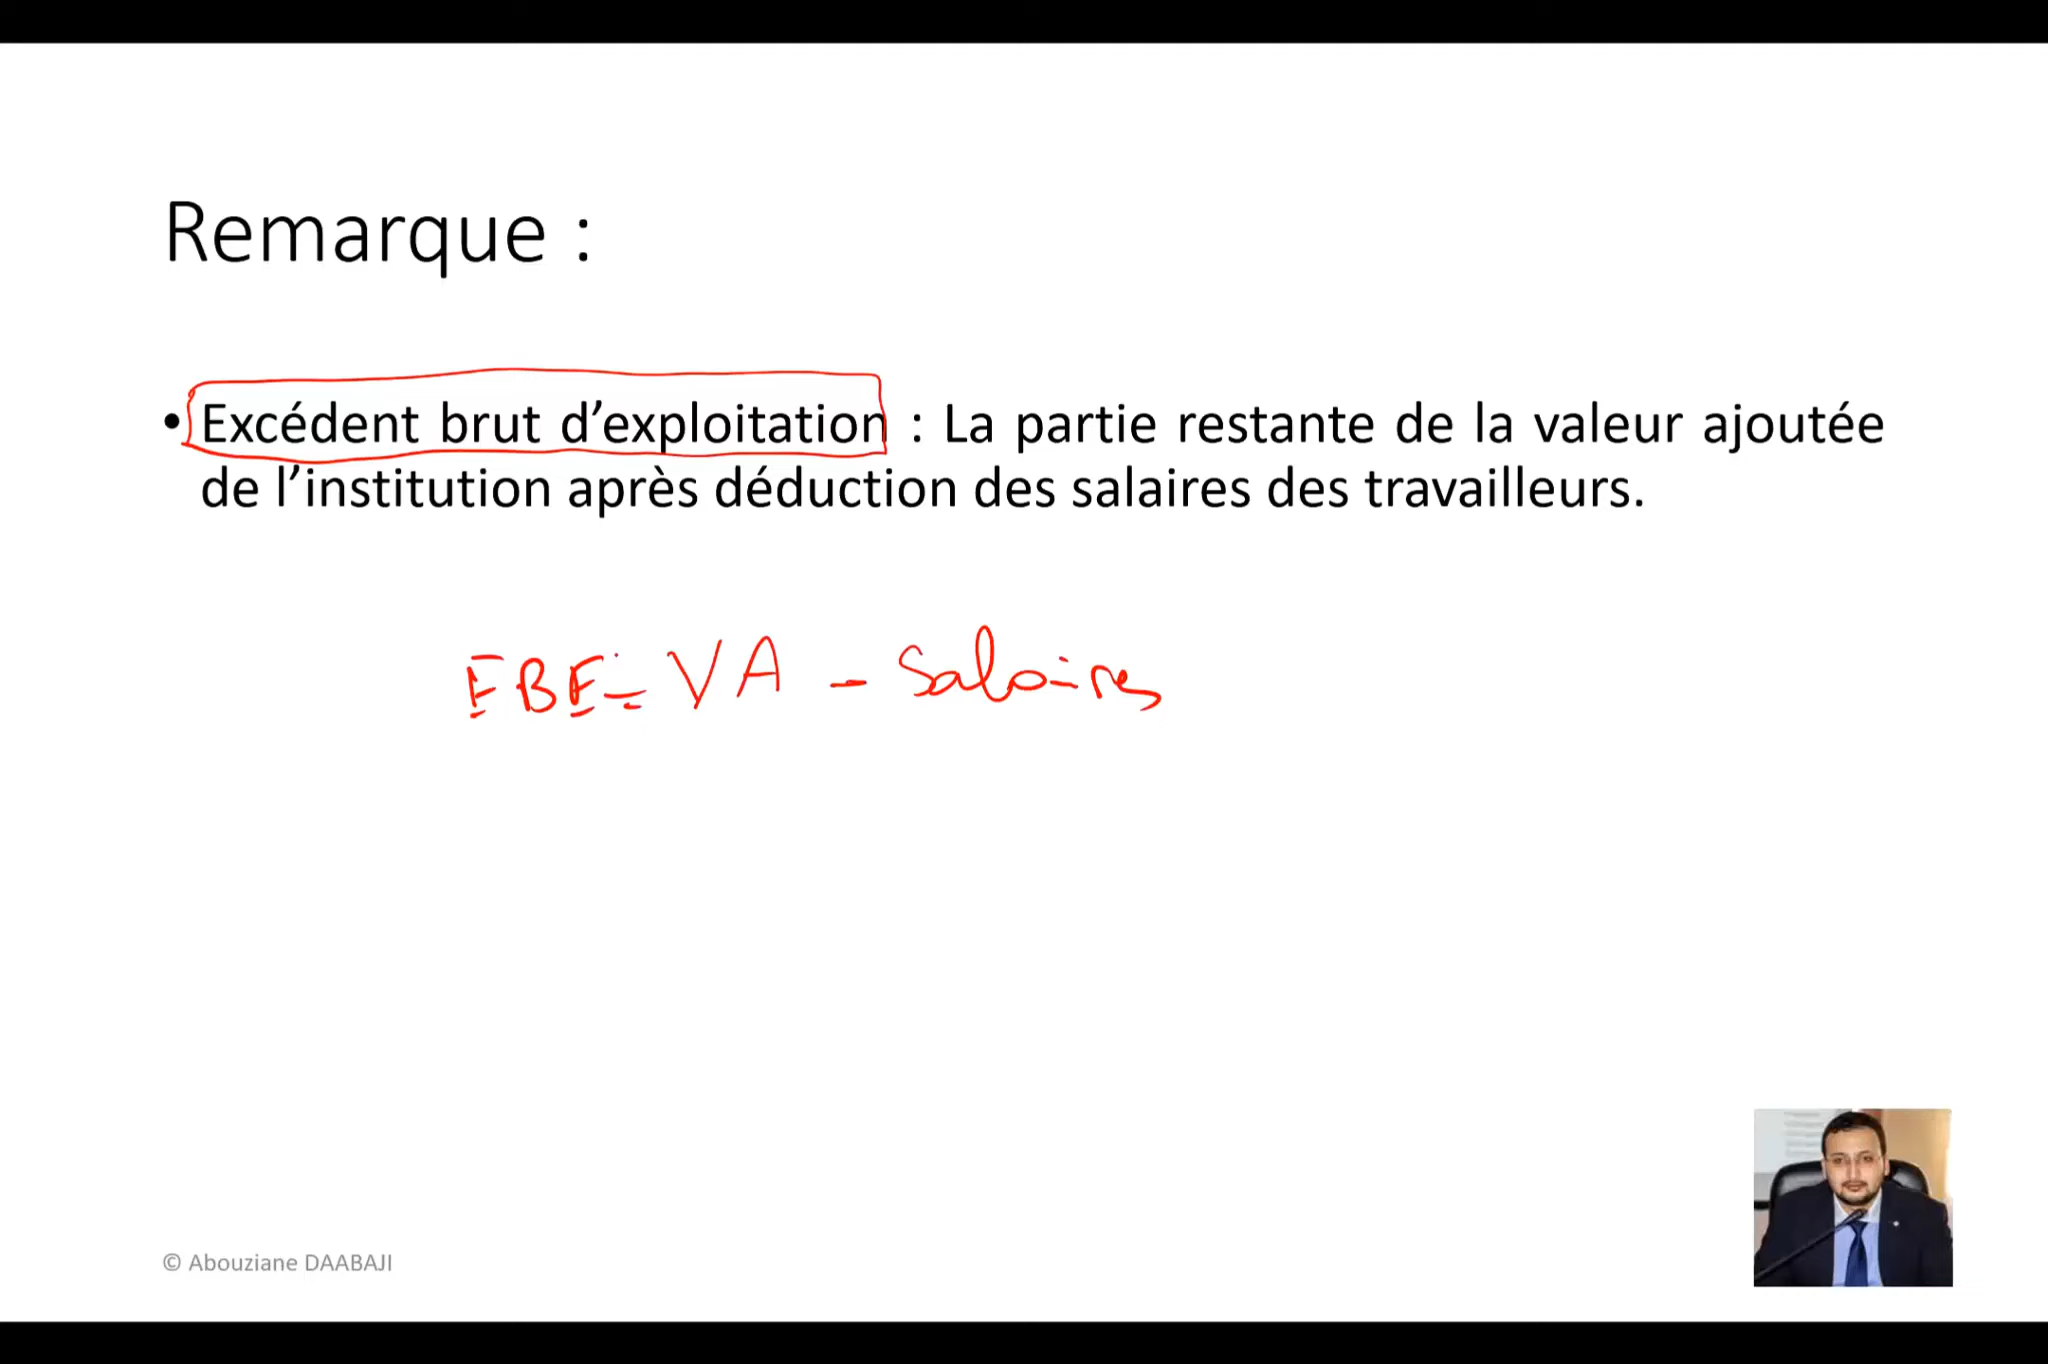 Remarque :
• Excédent brut d’exploitation : La partie restante de la valeur ajoutée
de l’institution après déduction des salaires des travailleurs.
EBE = VA - Salaires
© Abouziane DAABAJI